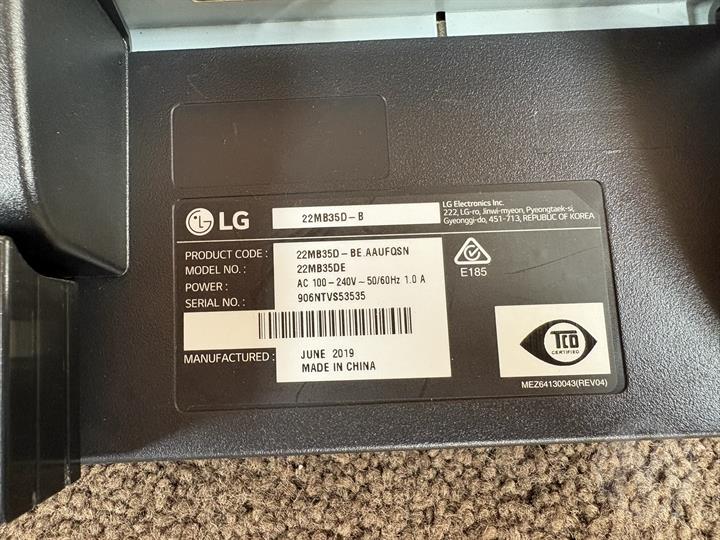 LG
22MB35D-B
LG Electronics Inc.
222, LG-ro, Jinwi-myeon, Pyeongtaek-si,
Gyeonggi-do, 451-713, REPUBLIC OF KOREA
PRODUCT CODE : 22MB35D-BE.AAUFQSN
MODEL NO. : 22MB35DE
POWER : AC 100-240V~50/60Hz 1.0 A
SERIAL NO. : 906NTVS53535
E185
MANUFACTURED : JUNE 2019
MADE IN CHINA
TCO
CERTIFIED
MEZ64130043(REV04)